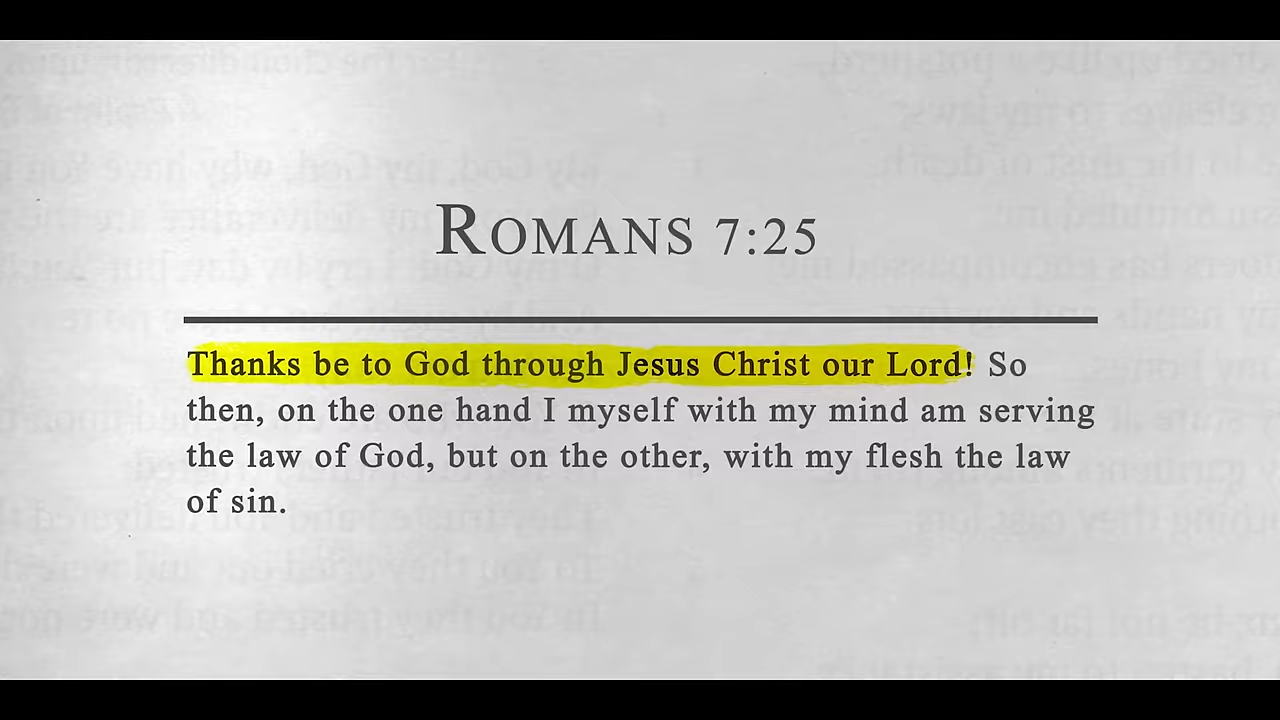 ROMANS 7:25
Thanks be to God through Jesus Christ our Lord! So
then, on the one hand I myself with my mind am serving
the law of God, but on the other, with my flesh the law
of sin.